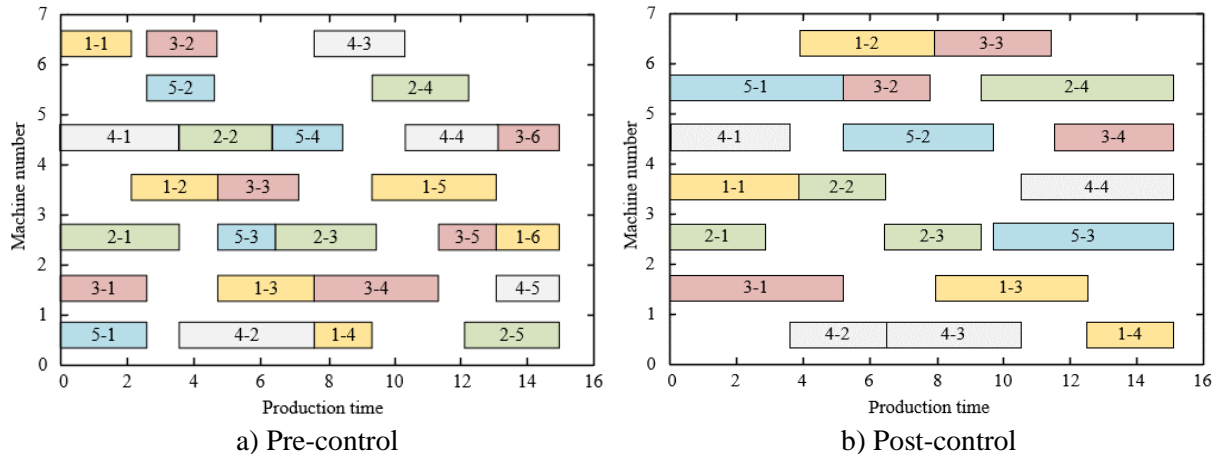 7
1-1 3-2 4-3
6
5-2 2-4
5
4-1 2-2 5-4 4-4 3-6
4
1-2 3-3 1-5
3
2-1 5-3 2-3 3-5 1-6
2
3-1 1-3 3-4 4-5
1
5-1 4-2 1-4 2-5
0
Machine number
0 2 4 6 8 10 12 14 16
Production time
a) Pre-control
7
1-2 3-3
6
5-1 3-2 2-4
5
4-1 5-2 3-4
4
1-1 2-2 4-4
3
2-1 2-3 5-3
2
3-1 1-3
1
4-2 4-3 1-4
0
Machine number
0 2 4 6 8 10 12 14 16
Production time
b) Post-control